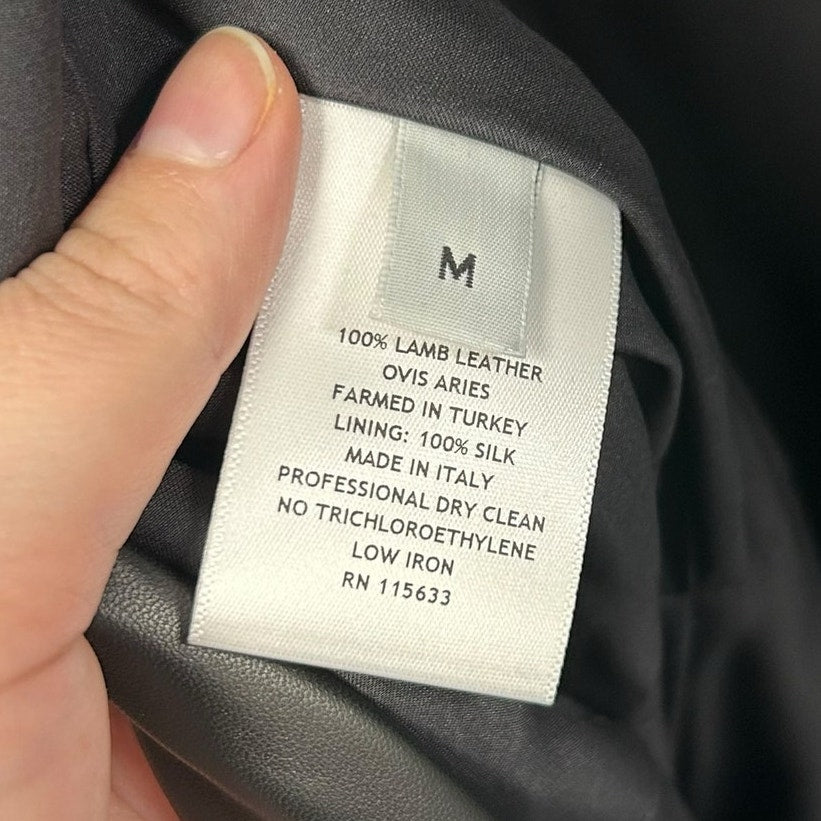 M
100% LAMB LEATHER
OVIS ARIES
FARMED IN TURKEY
LINING: 100% SILK
MADE IN ITALY
PROFESSIONAL DRY CLEAN
NO TRICHLOROETHYLENE
LOW IRON
RN 115633